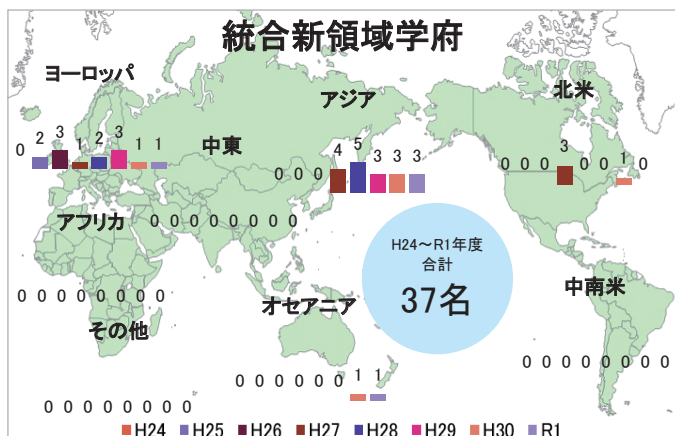 統合新領域学府
ヨーロッパ
0 2 3 1 2 3 1 1
中東
0 0 0 0 0 0 0 0
アジア
0 0 0 4 5 3 3 3
北米
0 0 0 3 0 0 1 0
アフリカ
0 0 0 0 0 0 0 0
H24～R1年度
合計
37名
オセアニア
0 0 0 0 0 0 1 1
中南米
0 0 0 0 0 0 0 0
その他
0 0 0 0 0 0 0 0
H24 H25 H26 H27 H28 H29 H30 R1